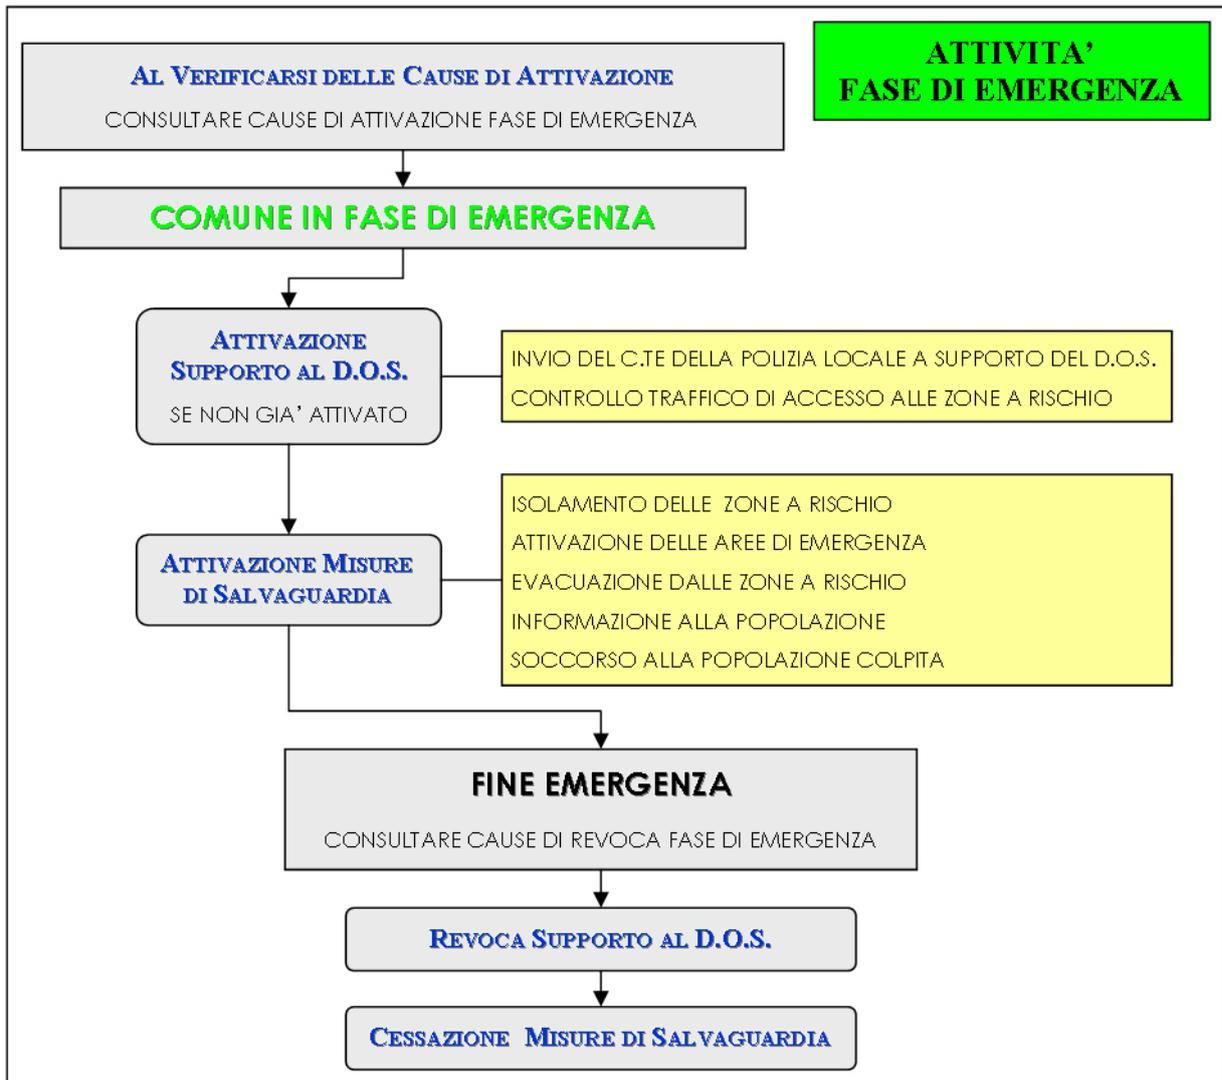 ATTIVITA'
FASE DI EMERGENZA
AL VERIFICARSI DELLE CAUSE DI ATTIVAZIONE
CONSULTARE CAUSE DI ATTIVAZIONE FASE DI EMERGENZA
COMUNE IN FASE DI EMERGENZA
ATTIVAZIONE
SUPPORTO AL D.O.S.
SE NON GIA' ATTIVATO
INVIO DEL C.TE DELLA POLIZIA LOCALE A SUPPORTO DEL D.O.S.
CONTROLLO TRAFFICO DI ACCESSO ALLE ZONE A RISCHIO
ATTIVAZIONE MISURE
DI SALVAGUARDIA
ISOLAMENTO DELLE ZONE A RISCHIO
ATTIVAZIONE DELLE AREE DI EMERGENZA
EVACUAZIONE DALLE ZONE A RISCHIO
INFORMAZIONE ALLA POPOLAZIONE
SOCCORSO ALLA POPOLAZIONE COLPITA
FINE EMERGENZA
CONSULTARE CAUSE DI REVOCA FASE DI EMERGENZA
REVOCA SUPPORTO AL D.O.S.
CESSAZIONE MISURE DI SALVAGUARDIA